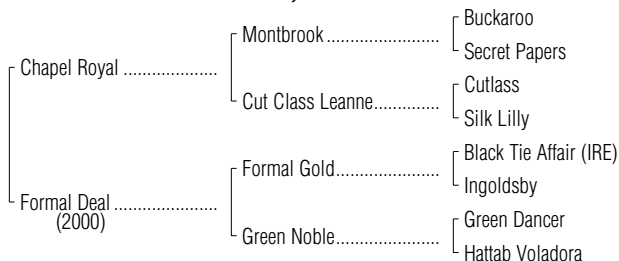 Buckaroo
Montbrook
Secret Papers
Chapel Royal
Cutlass
Cut Class Leanne
Silk Lilly
Black Tie Affair (IRE)
Formal Gold
Ingoldsby
Formal Deal
(2000)
Green Dancer
Green Noble
Hattab Voladora